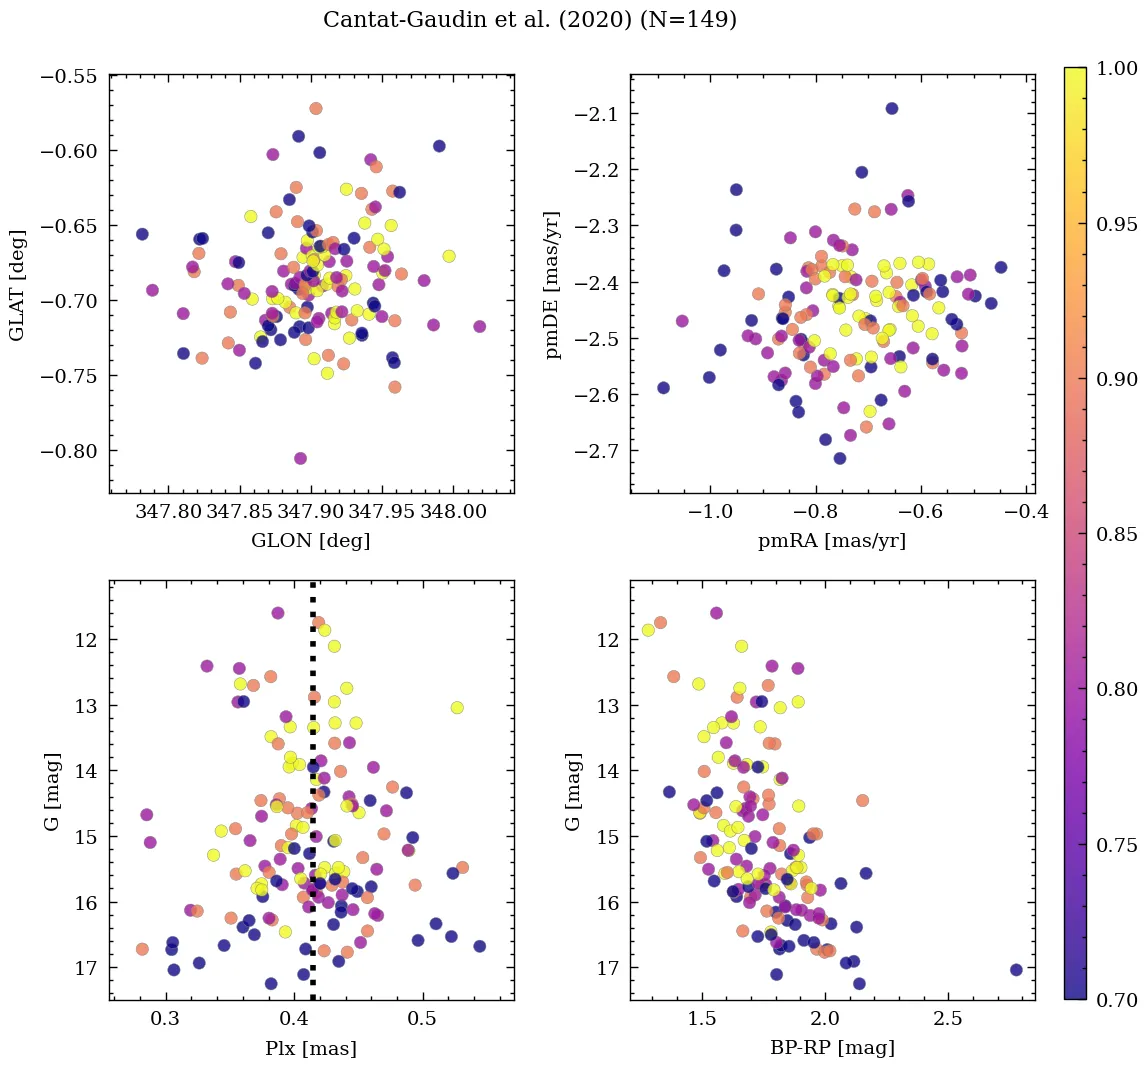 Cantat-Gaudin et al. (2020) (N=149)
−0.55
−0.60
−0.65
−0.70
−0.75
−0.80
GLAT [deg]
347.80 347.85 347.90 347.95 348.00
GLON [deg]
−2.1
−2.2
−2.3
−2.4
−2.5
−2.6
−2.7
pmDE [mas/yr]
−1.0 −0.8 −0.6 −0.4
pmRA [mas/yr]
12
13
14
15
16
17
G [mag]
0.3 0.4 0.5
Plx [mas]
12
13
14
15
16
17
G [mag]
1.5 2.0 2.5
BP-RP [mag]
1.00
0.95
0.90
0.85
0.80
0.75
0.70